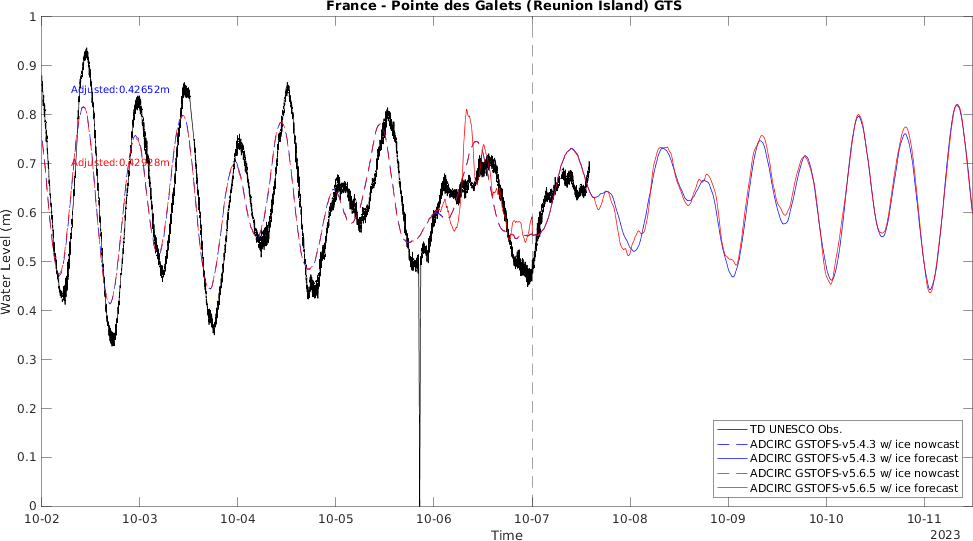 France - Pointe des Galets (Reunion Island) GTS
1
0.9
0.8
0.7
0.6
0.5
0.4
0.3
0.2
0.1
0
Water Level (m)
Adjusted:0.42652m
Adjusted:0.42928m
TD UNESCO Obs.
ADCIRC GSTOFS-v5.4.3 w/ ice nowcast
ADCIRC GSTOFS-v5.4.3 w/ ice forecast
ADCIRC GSTOFS-v5.6.5 w/ ice nowcast
ADCIRC GSTOFS-v5.6.5 w/ ice forecast
10-02 10-03 10-04 10-05 10-06 10-07 10-08 10-09 10-10 10-11
Time
2023